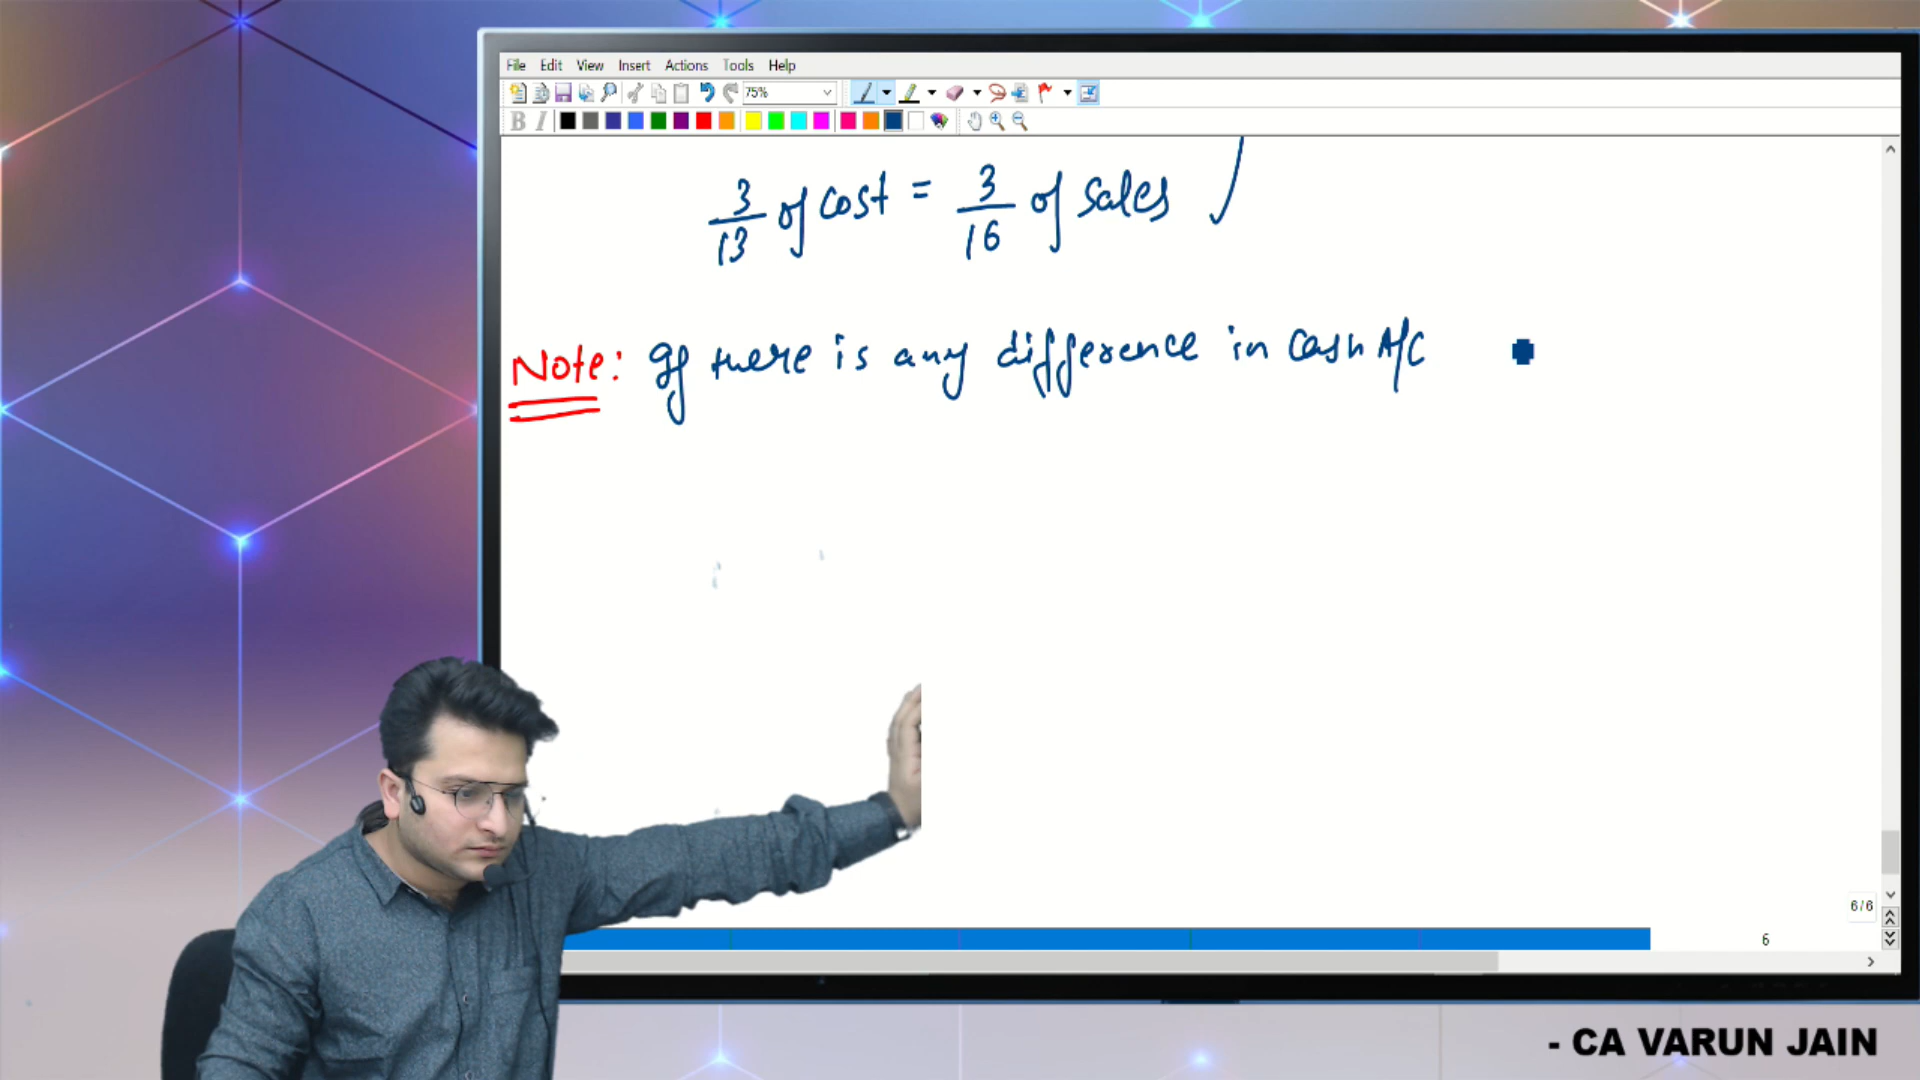 File Edit View Insert Actions Tools Help
75%
B I
3/13 of cost = 3/16 of sales
Note: If there is any difference in Cash A/C
6/6
6
- CA VARUN JAIN